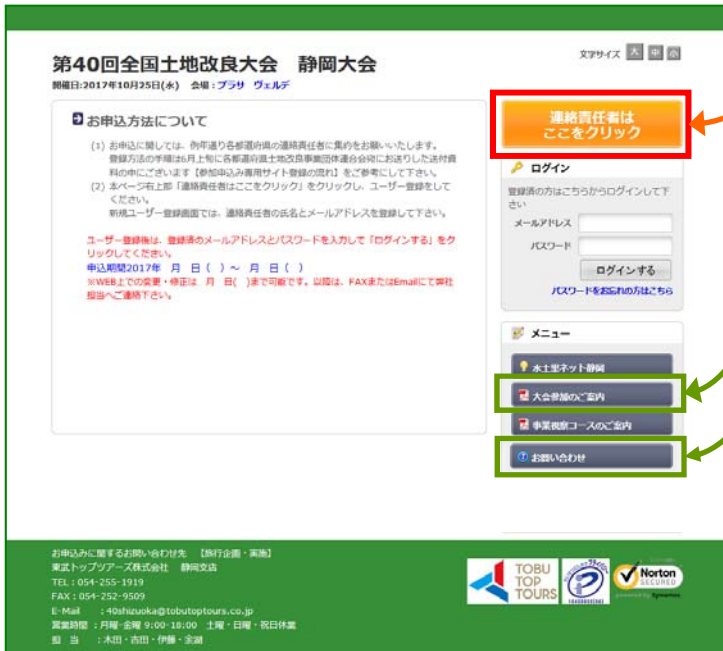 文字サイズ 大 中 小
第40回全国土地改良大会 静岡大会
開催日:2017年10月25日(水) 会場：プラサ ヴェルデ
お申込方法について
(1) お申込に関しては、例年通り各都道府県の連絡責任者に集約をお願いいたします。
登録方法の手順は6月上旬に各都道府県土地改良事業団体連合会宛にお送りした送付資
料の中にございます【参加申込み専用サイト登録の流れ】をご参考にして下さい。
(2) 本ページ右上部「連絡責任者はここをクリック」をクリックし、ユーザー登録をして
ください。
新規ユーザー登録画面では、連絡責任者の氏名とメールアドレスを登録して下さい。
ユーザー登録後は、登録済のメールアドレスとパスワードを入力して「ログインする」をク
リックしてください。
申込期間2017年 月 日 ( ) ～ 月 日 ( )
※WEB上での変更・修正は 月 日( )まで可能です。以降は、FAXまたはEmailにて弊社
担当へご連絡下さい。
連絡責任者は
ここをクリック
ログイン
登録済の方はこちらからログインして下
さい
メールアドレス
パスワード
ログインする
パスワードをお忘れの方はこちら
メニュー
水土里ネット静岡
大会参加のご案内
事業視察コースのご案内
お問い合わせ
お申込みに関するお問い合わせ先 【旅行企画・実施】
東武トップツアーズ株式会社 静岡支店
TEL：054-255-1919
FAX：054-252-9509
E-Mail ：40shizuoka@tobutoptours.co.jp
営業時間：月曜-金曜 9:00-18:00 土曜・日曜・祝日休業
担 当 ：木田・吉田・伊藤・金湖
TOBU
TOP
TOURS
Norton
SECURED
powered by Symantec